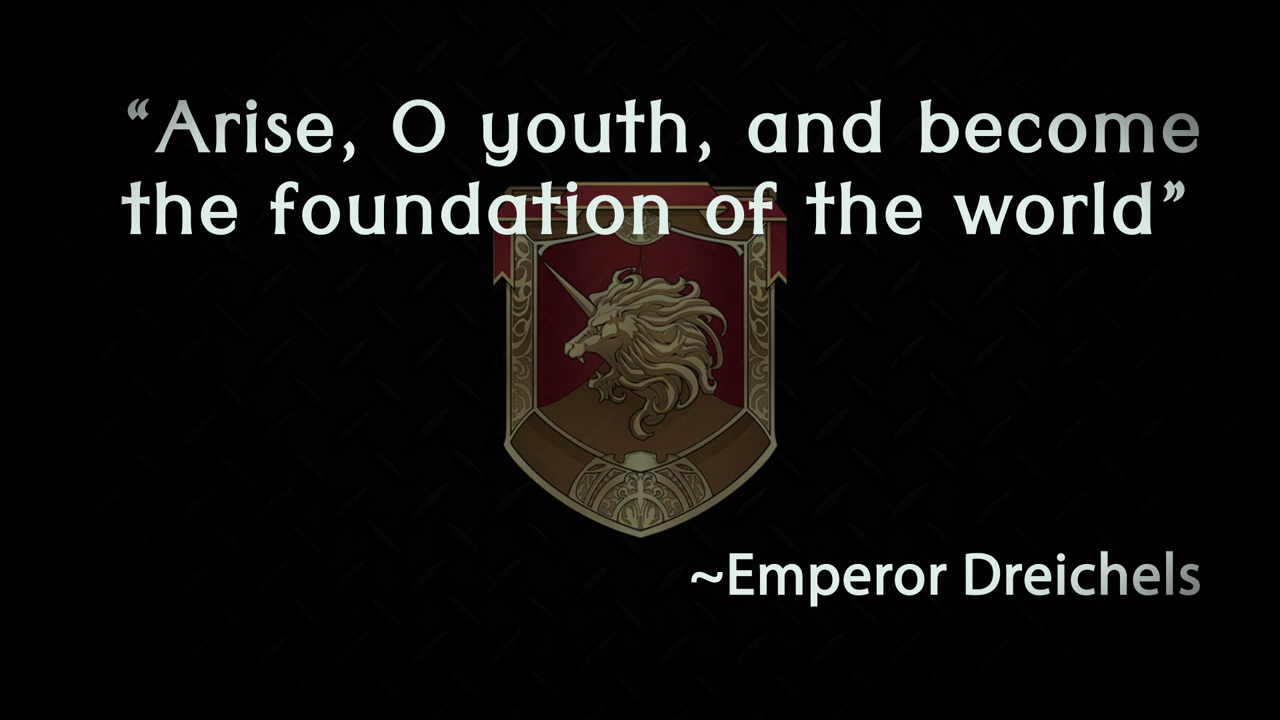 “Arise, O youth, and become
the foundation of the world”
~Emperor Dreichels